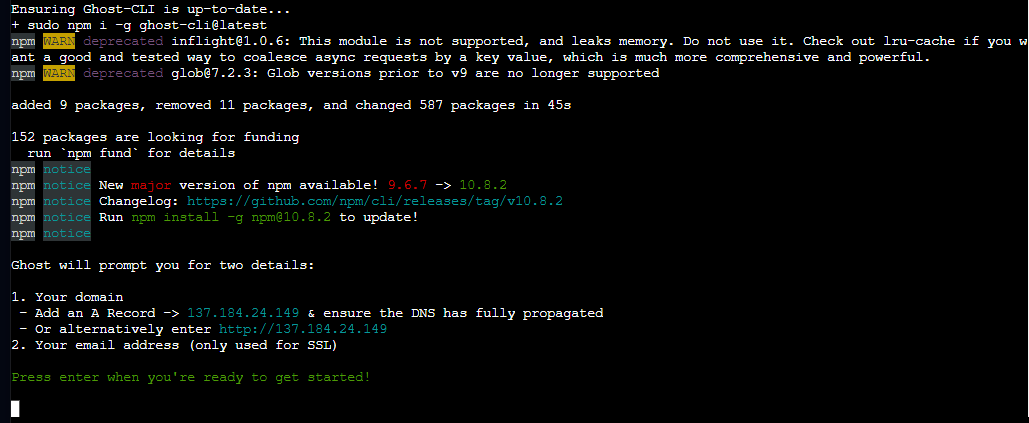 Ensuring Ghost-CLI is up-to-date...
+ sudo npm i -g ghost-cli@latest
npm WARN deprecated inflight@1.0.6: This module is not supported, and leaks memory. Do not use it. Check out lru-cache if you w
ant a good and tested way to coalesce async requests by a key value, which is much more comprehensive and powerful.
npm WARN deprecated glob@7.2.3: Glob versions prior to v9 are no longer supported
added 9 packages, removed 11 packages, and changed 587 packages in 45s
152 packages are looking for funding
  run `npm fund` for details
npm notice
npm notice New major version of npm available! 9.6.7 -> 10.8.2
npm notice Changelog: https://github.com/npm/cli/releases/tag/v10.8.2
npm notice Run npm install -g npm@10.8.2 to update!
npm notice
Ghost will prompt you for two details:
1. Your domain
 - Add an A Record -> 137.184.24.149 & ensure the DNS has fully propagated
 - Or alternatively enter http://137.184.24.149
2. Your email address (only used for SSL)
Press enter when you're ready to get started!